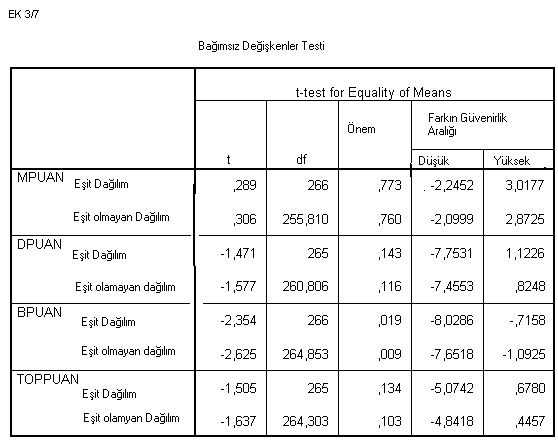 EK 3/7
Bağımsız Değişkenler Testi
t-test for Equality of Means
t df Önem Farkın Güvenirlik Aralığı
Düşük Yüksek
MPUAN Eşit Dağılım ,289 266 ,773 -2,2452 3,0177
Eşit olmayan Dağılım ,306 255,810 ,760 -2,0999 2,8725
DPUAN Eşit Dağılım -1,471 265 ,143 -7,7531 1,1226
Eşit olamayan dağılım -1,577 260,806 ,116 -7,4553 ,8248
BPUAN Eşit Dağılım -2,354 266 ,019 -8,0286 -,7158
Eşit olmayan dağılım -2,625 264,853 ,009 -7,6518 -1,0925
TOPPUAN Eşit Dağılım -1,505 265 ,134 -5,0742 ,6780
Eşit olamyan Dağılım -1,637 264,303 ,103 -4,8418 ,4457